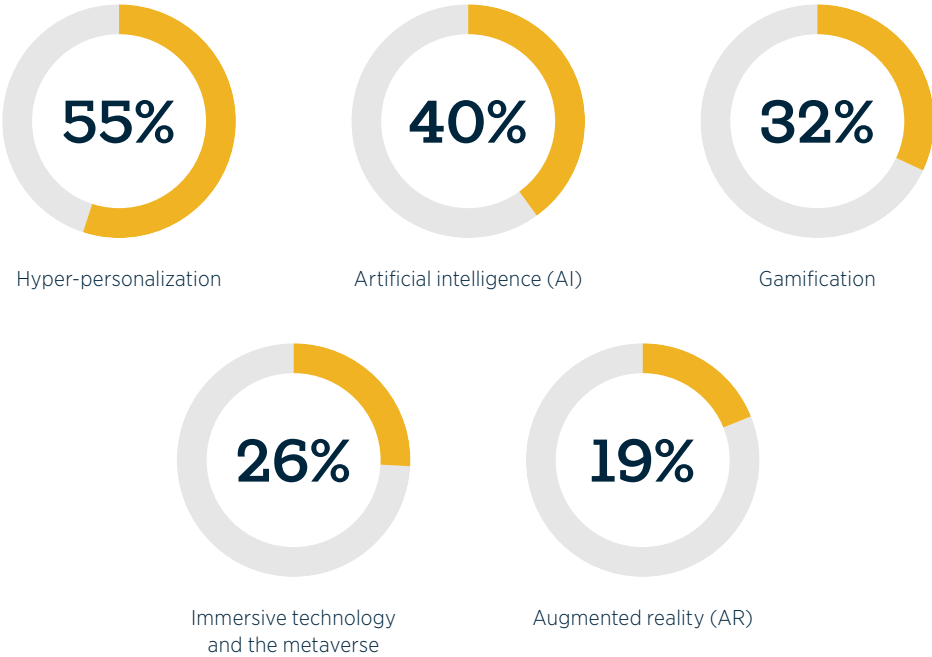 55%
40%
32%
Hyper-personalization
Artificial intelligence (AI)
Gamification
26%
19%
Immersive technology
and the metaverse
Augmented reality (AR)